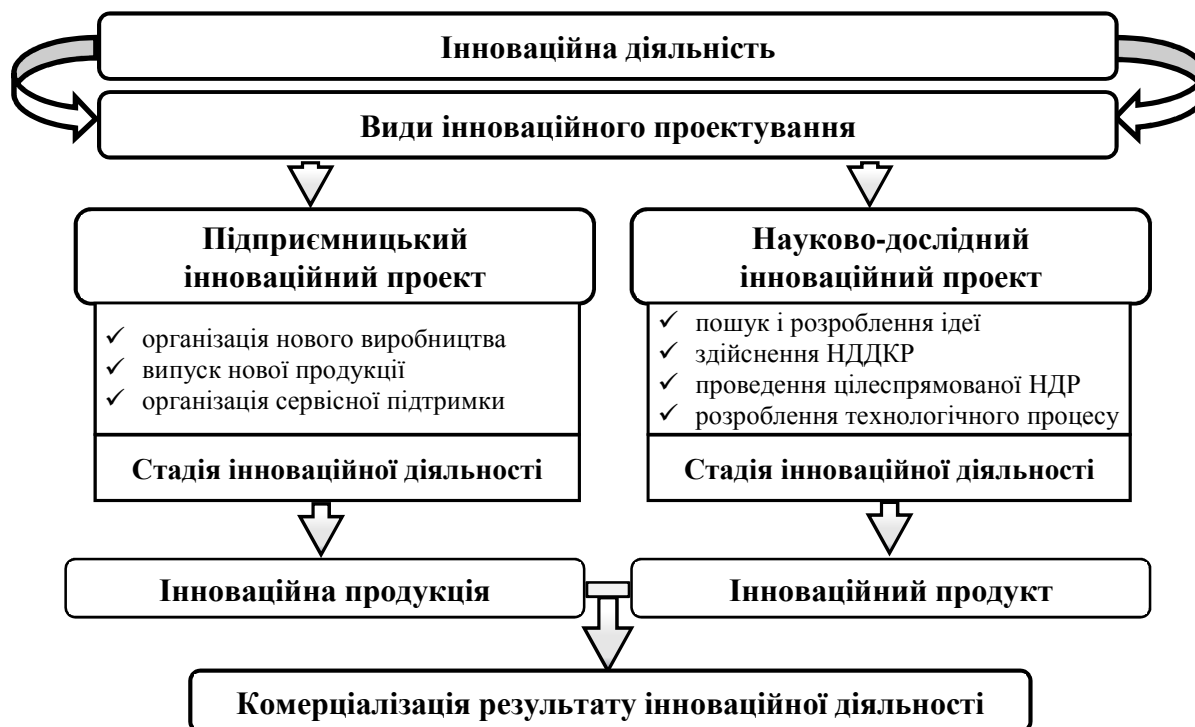 Інноваційна діяльність
Види інноваційного проектування
Підприємницький
інноваційний проект
✓ організація нового виробництва
✓ випуск нової продукції
✓ організація сервісної підтримки
Стадія інноваційної діяльності
Науково-дослідний
інноваційний проект
✓ пошук і розроблення ідеї
✓ здійснення НДДКР
✓ проведення цілеспрямованої НДР
✓ розроблення технологічного процесу
Стадія інноваційної діяльності
Інноваційна продукція
Інноваційний продукт
Комерціалізація результату інноваційної діяльності